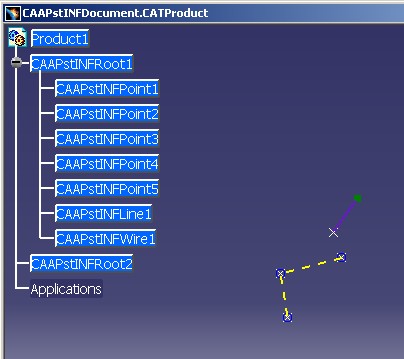 CAAPstINFDocument.CATProduct
Product1
CAAPstINFRoot1
CAAPstINFPoint1
CAAPstINFPoint2
CAAPstINFPoint3
CAAPstINFPoint4
CAAPstINFPoint5
CAAPstINFLine1
CAAPstINFWire1
CAAPstINFRoot2
Applications